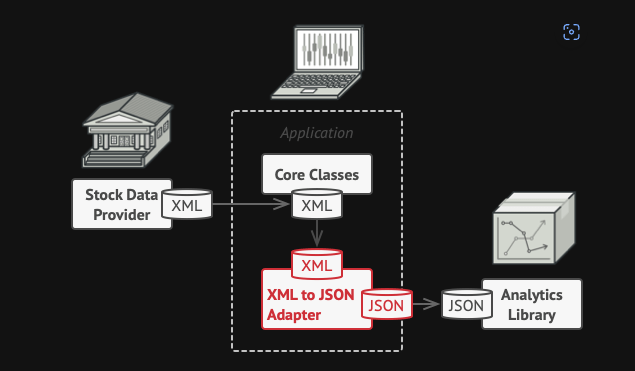 Application
Core Classes
XML
Stock Data
Provider
XML
XML
XML to JSON
Adapter
JSON
JSON
Analytics
Library